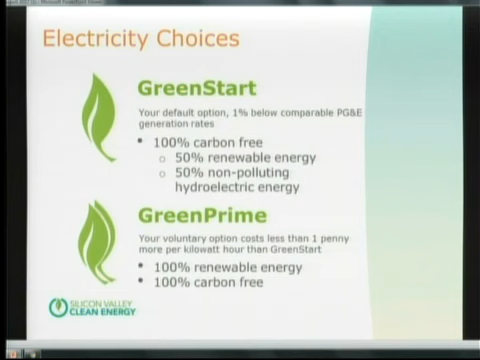 Electricity Choices
GreenStart
Your default option, 1% below comparable PG&E
generation rates
• 100% carbon free
o 50% renewable energy
o 50% non-polluting
hydroelectric energy
GreenPrime
Your voluntary option costs less than 1 penny
more per kilowatt hour than GreenStart
• 100% renewable energy
• 100% carbon free
SILICON VALLEY
CLEAN ENERGY